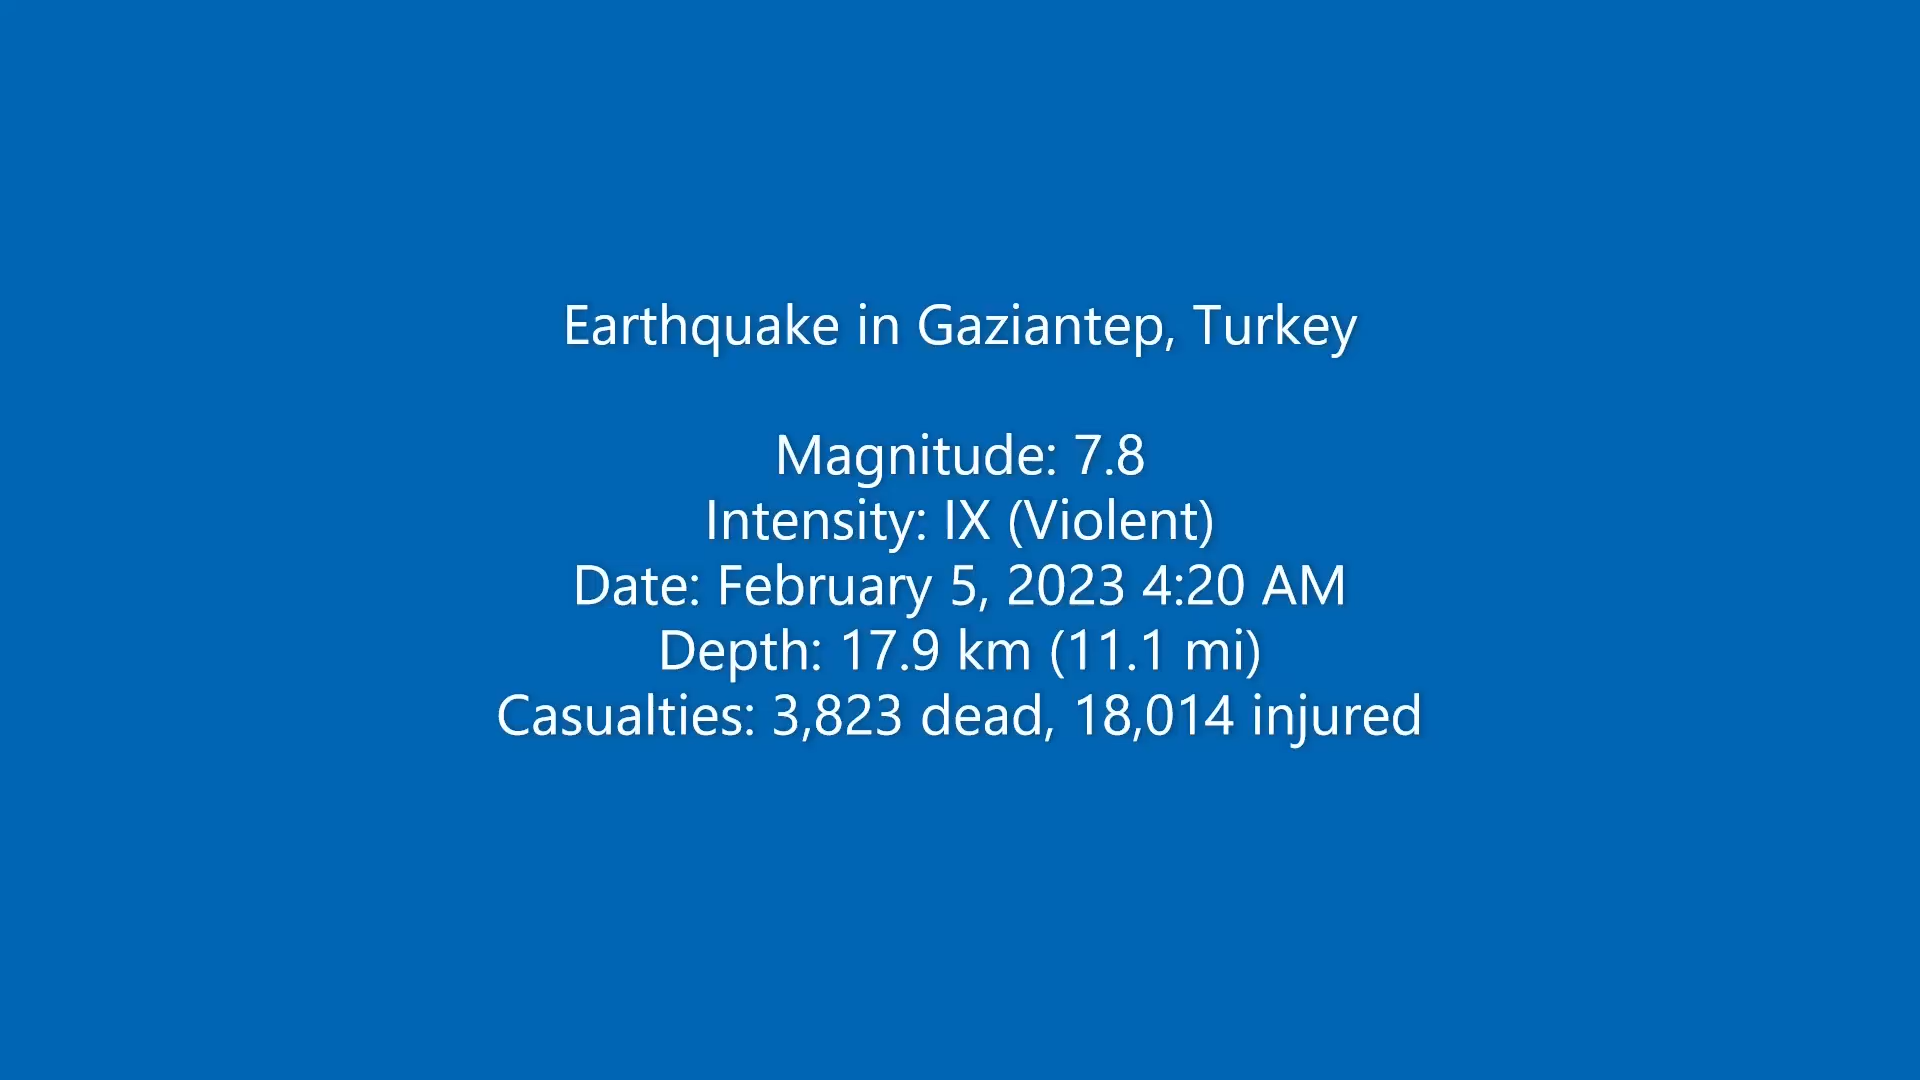 Earthquake in Gaziantep, Turkey
Magnitude: 7.8
Intensity: IX (Violent)
Date: February 5, 2023 4:20 AM
Depth: 17.9 km (11.1 mi)
Casualties: 3,823 dead, 18,014 injured